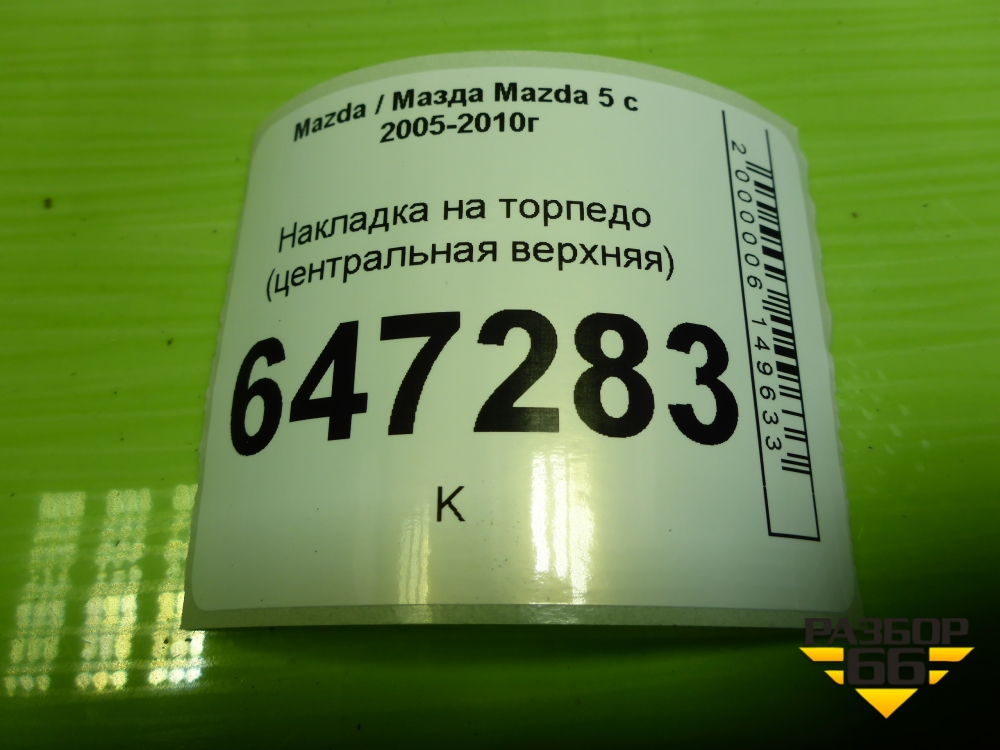 Mazda / Мазда Mazda 5 с
2005-2010г
Накладка на торпедо
(центральная верхняя)
647283
К
2000006149633
РАЗБОР
66